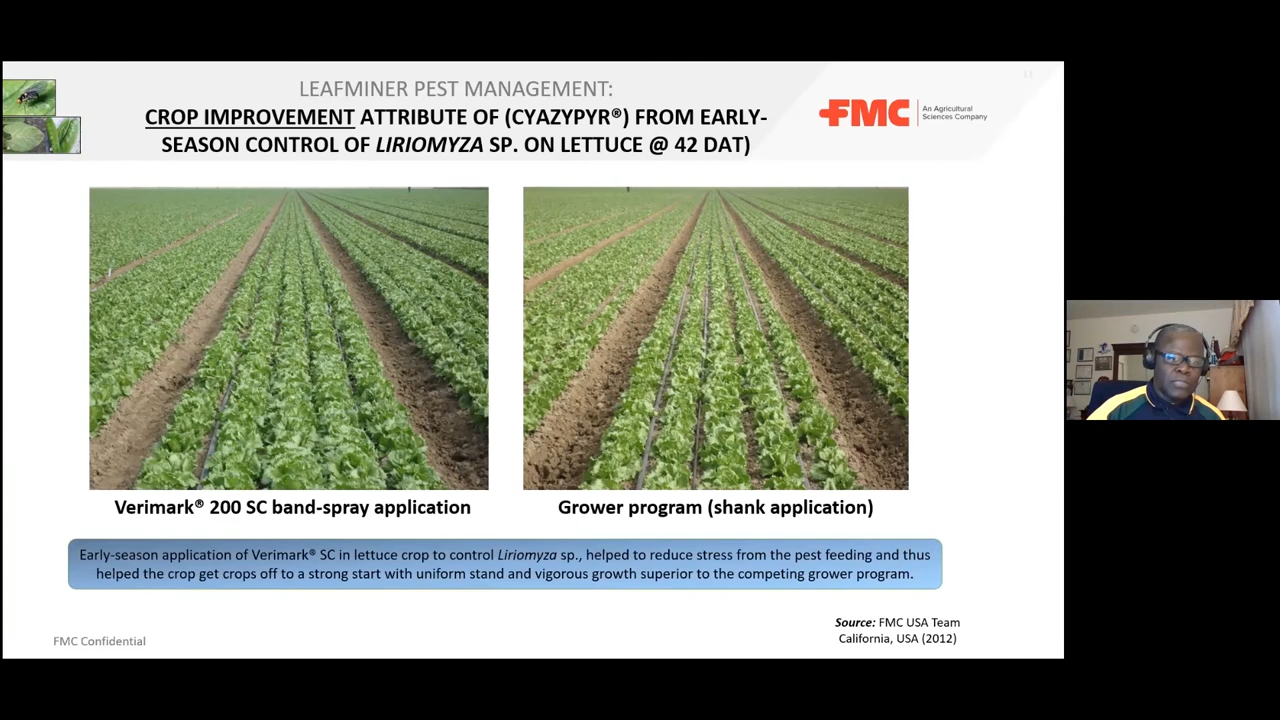 LEAFMINER PEST MANAGEMENT:
CROP IMPROVEMENT ATTRIBUTE OF (CYAZYPYR®) FROM EARLY-
SEASON CONTROL OF LIRIOMYZA SP. ON LETTUCE @ 42 DAT)
FMC
An Agricultural
Sciences Company
Verimark® 200 SC band-spray application
Grower program (shank application)
Early-season application of Verimark® SC in lettuce crop to control Liriomyza sp., helped to reduce stress from the pest feeding and thus
helped the crop get crops off to a strong start with uniform stand and vigorous growth superior to the competing grower program.
Source: FMC USA Team
California, USA (2012)
FMC Confidential